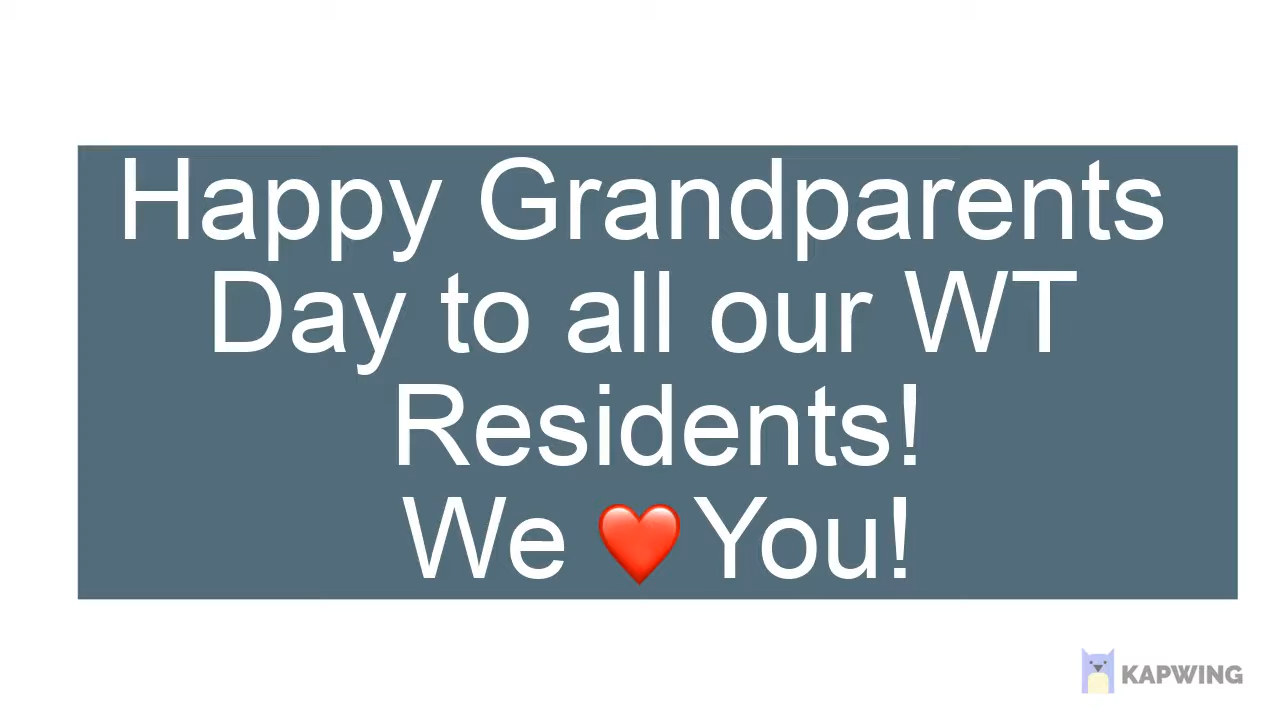 Happy Grandparents
Day to all our WT
Residents!
We ❤️ You!
KAPWING